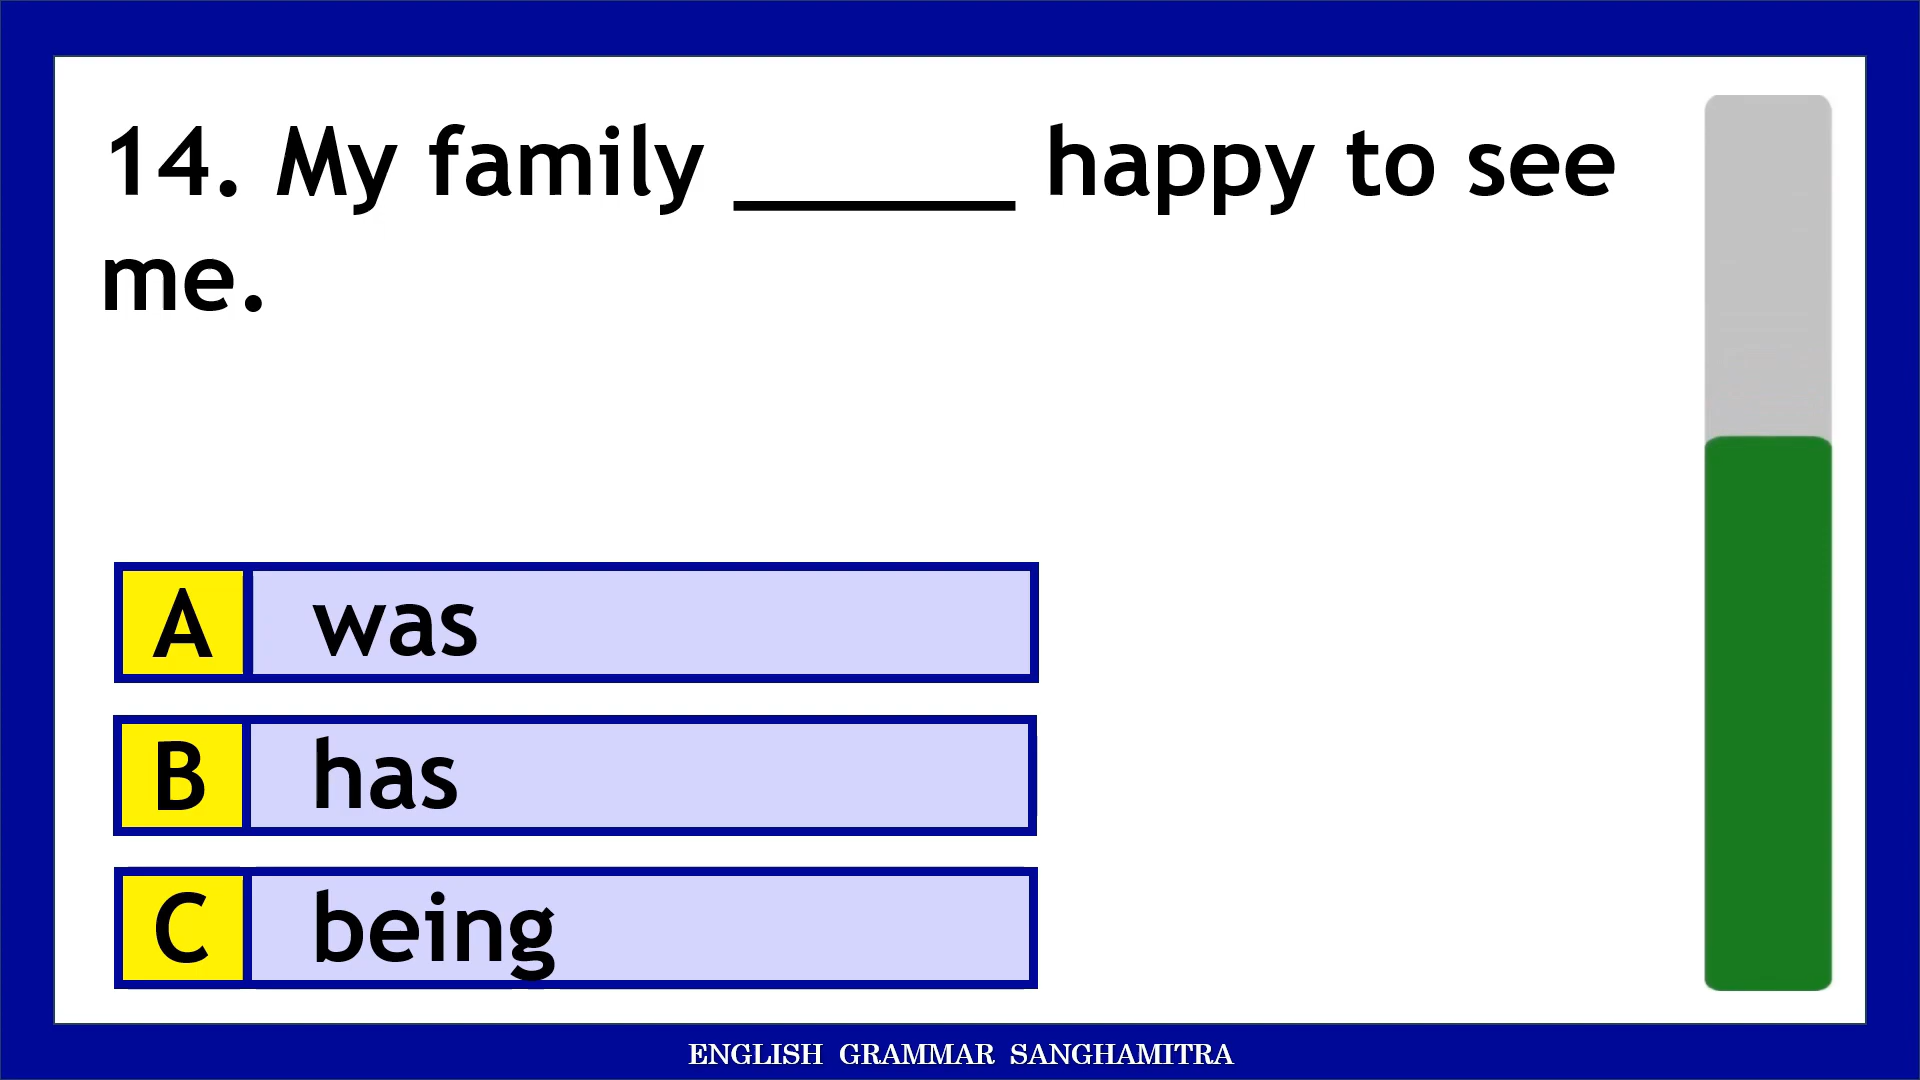 14. My family _____ happy to see
me.
A was
B has
C being
ENGLISH GRAMMAR SANGHAMITRA